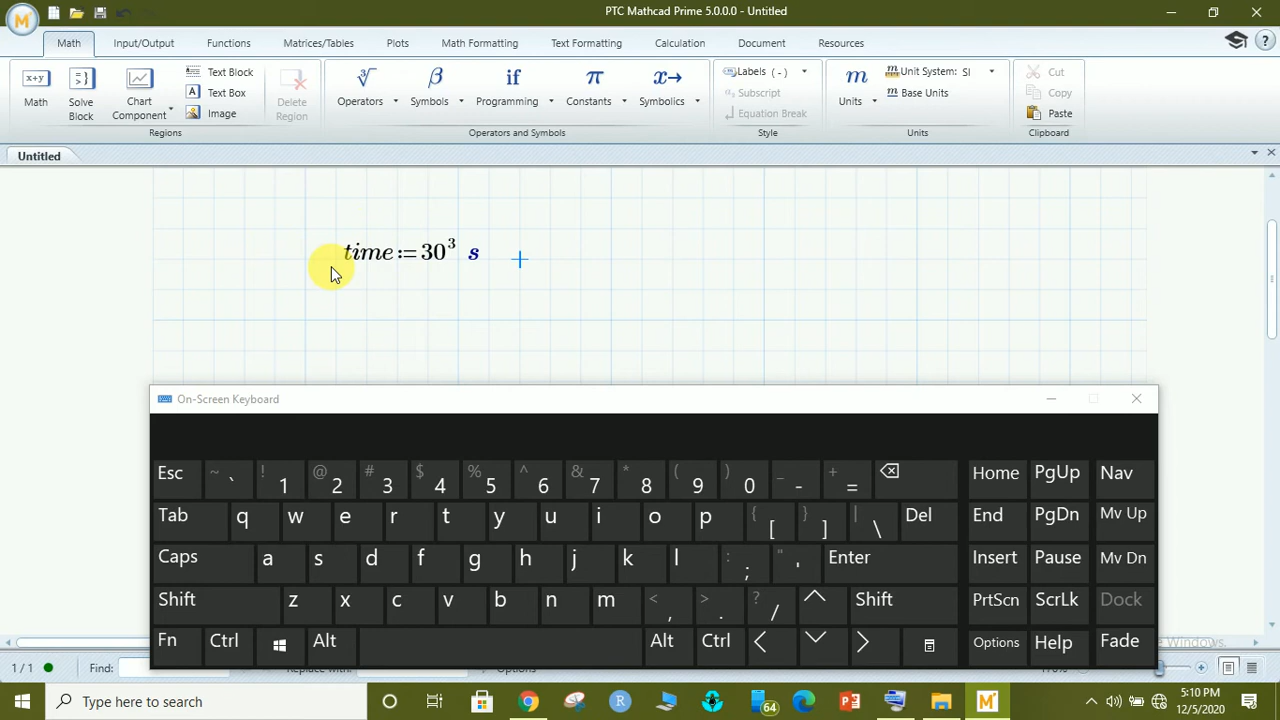 PTC Mathcad Prime 5.0.0.0 - Untitled
Math Input/Output Functions Matrices/Tables Plots Math Formatting Text Formatting Calculation Document Resources
Math
Solve Block
Chart Component
Text Block
Text Box
Image
Delete Region
Operators
Symbols
if Programming
π Constants
Symbolics
Labels ( - )
Subscript
Equation Break
m Units
Unit System: SI
Base Units
Cut
Copy
Paste
Regions Operators and Symbols Style Units Clipboard
Untitled
time := 30³ s
On-Screen Keyboard
Esc ~ ` ! 1 @ 2 # 3 $ 4 % 5 ^ 6 & 7 * 8 ( 9 ) 0 _ - + = Home PgUp Nav
Tab q w e r t y u i o p { [ } ] | \ Del End PgDn Mv Up
Caps a s d f g h j k l : ; " ' Enter Insert Pause Mv Dn
Shift z x c v b n m < , > . ? / Shift PrtScn ScrLk Dock
Fn Ctrl Alt Alt Ctrl Options Help Fade
1 / 1 Find:
Type here to search
64
5:10 PM
12/5/2020